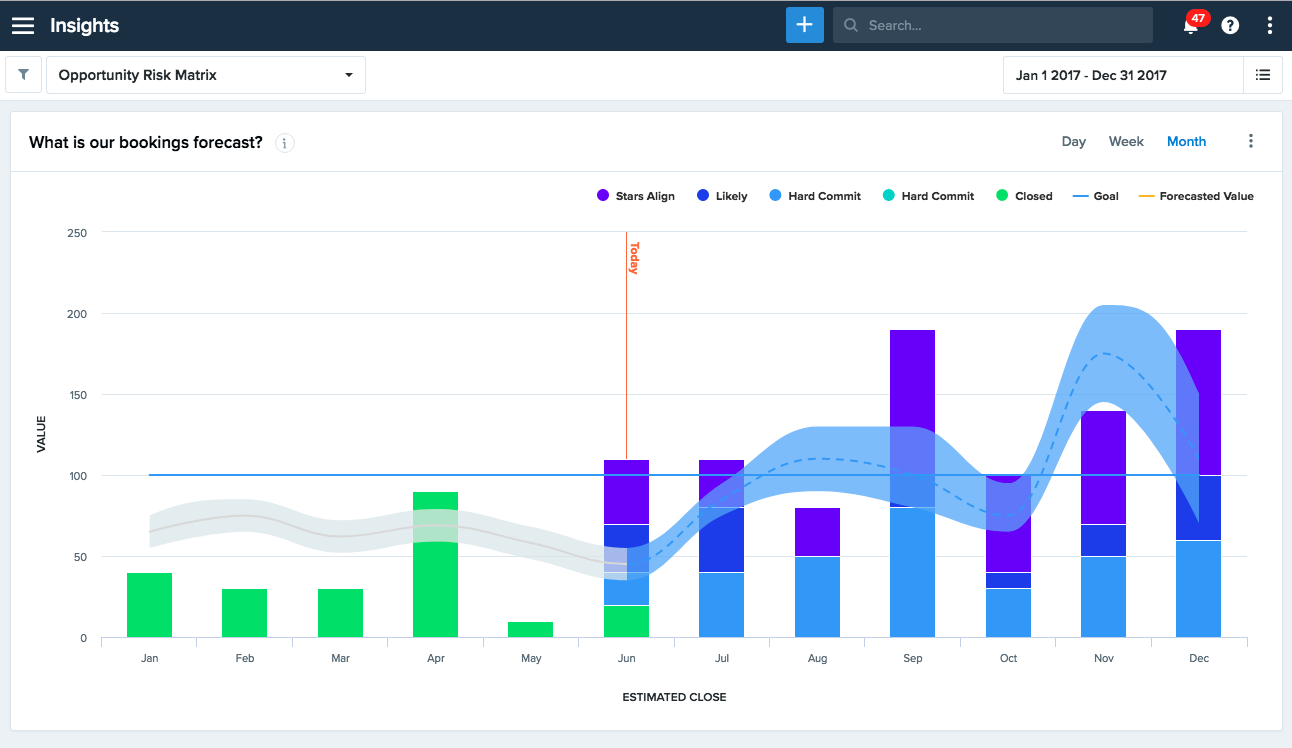 Insights
+
Search...
47
?
Opportunity Risk Matrix
Jan 1 2017 - Dec 31 2017
What is our bookings forecast?
i
Day Week Month
Stars Align Likely Hard Commit Hard Commit Closed Goal Forecasted Value
250
Today
200
150
VALUE
100
50
0
Jan Feb Mar Apr May Jun Jul Aug Sep Oct Nov Dec
ESTIMATED CLOSE